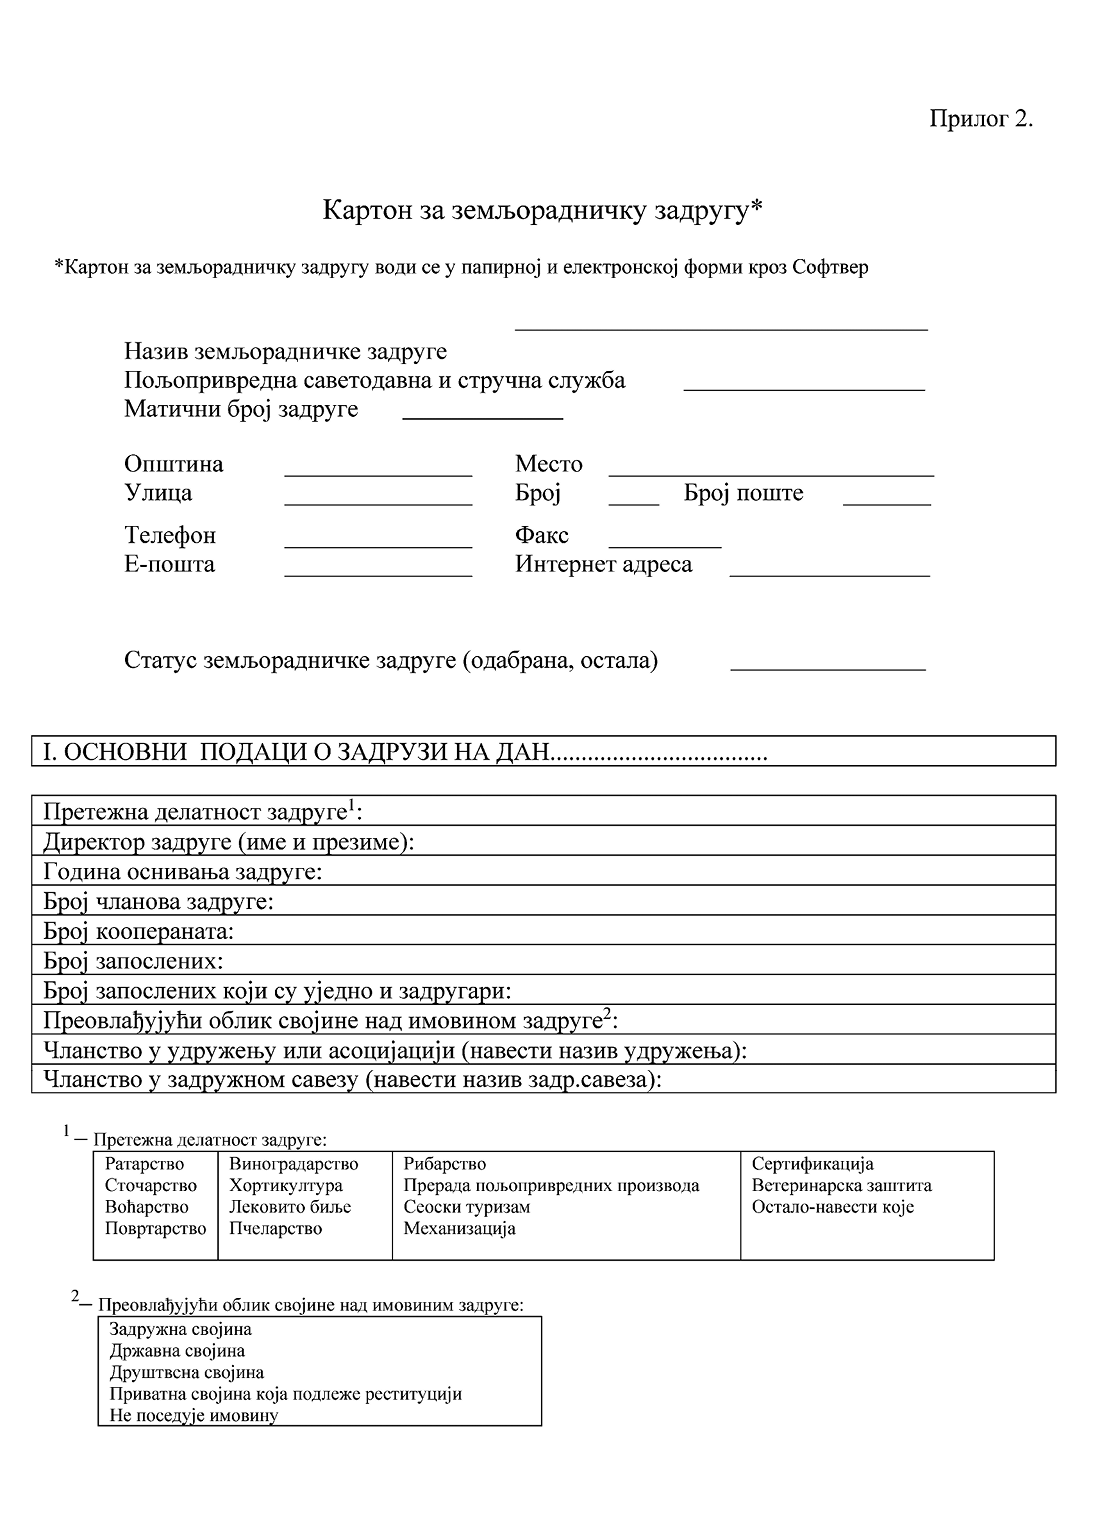 Прилог 2.
Картон за земљорадничку задругу*
*Картон за земљорадничку задругу води се у папирној и електронској форми кроз Софтвер
Назив земљорадничке задруге
Пољопривредна саветодавна и стручна служба
Матични број задруге
Општина Место
Улица Број Број поште
Телефон Факс
Е-пошта Интернет адреса
Статус земљорадничке задруге (одабрана, остала)
I. ОСНОВНИ ПОДАЦИ О ЗАДРУЗИ НА ДАН..................................
Претежна делатност задруге¹:
Директор задруге (име и презиме):
Година оснивања задруге:
Број чланова задруге:
Број коопераната:
Број запослених:
Број запослених који су уједно и задругари:
Преовлађујући облик својине над имовином задруге²:
Чланство у удружењу или асоцијацији (навести назив удружења):
Чланство у задружном савезу (навести назив задр.савеза):
¹ – Претежна делатност задруге:
Ратарство Виноградарство Рибарство Сертификација
Сточарство Хортикултура Прерада пољопривредних производа Ветеринарска заштита
Воћарство Лековито биље Сеоски туризам Остало-навести које
Повртарство Пчеларство Механизација
²– Преовлађујући облик својине над имовиним задруге:
Задружна својина
Државна својина
Друштвсна својина
Приватна својина која подлеже реституцији
Не поседује имовину